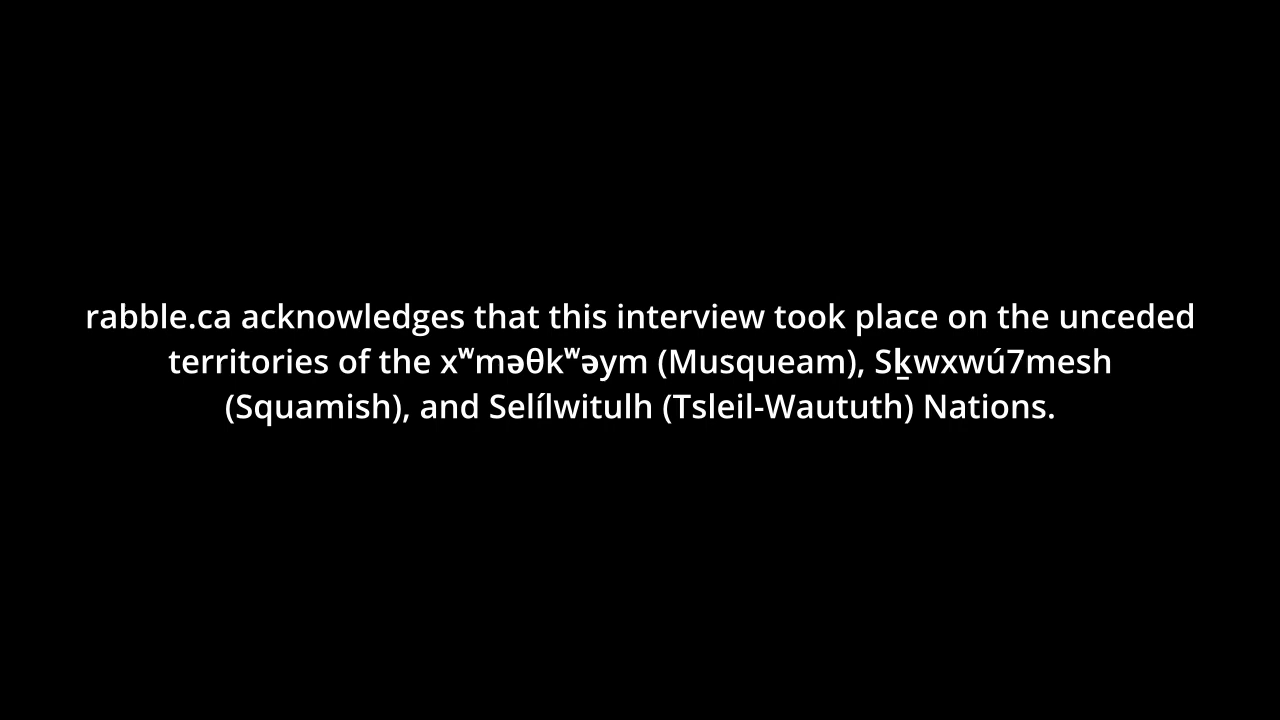 rabble.ca acknowledges that this interview took place on the unceded
territories of the xʷməθkʷəym (Musqueam), Sḵwxwú7mesh
(Squamish), and Selílwitulh (Tsleil-Waututh) Nations.